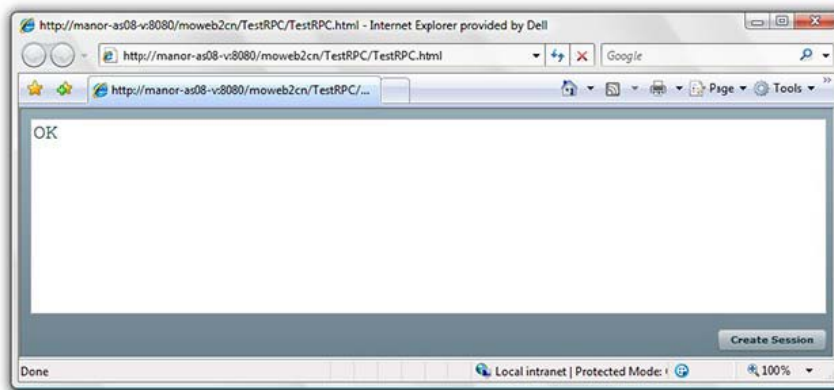 http://manor-as08-v:8080/moweb2cn/TestRPC/TestRPC.html - Internet Explorer provided by Dell
http://manor-as08-v:8080/moweb2cn/TestRPC/TestRPC.html Google
http://manor-as08-v:8080/moweb2cn/TestRPC/... Page Tools »
OK
Create Session
Done Local intranet | Protected Mode: 100%